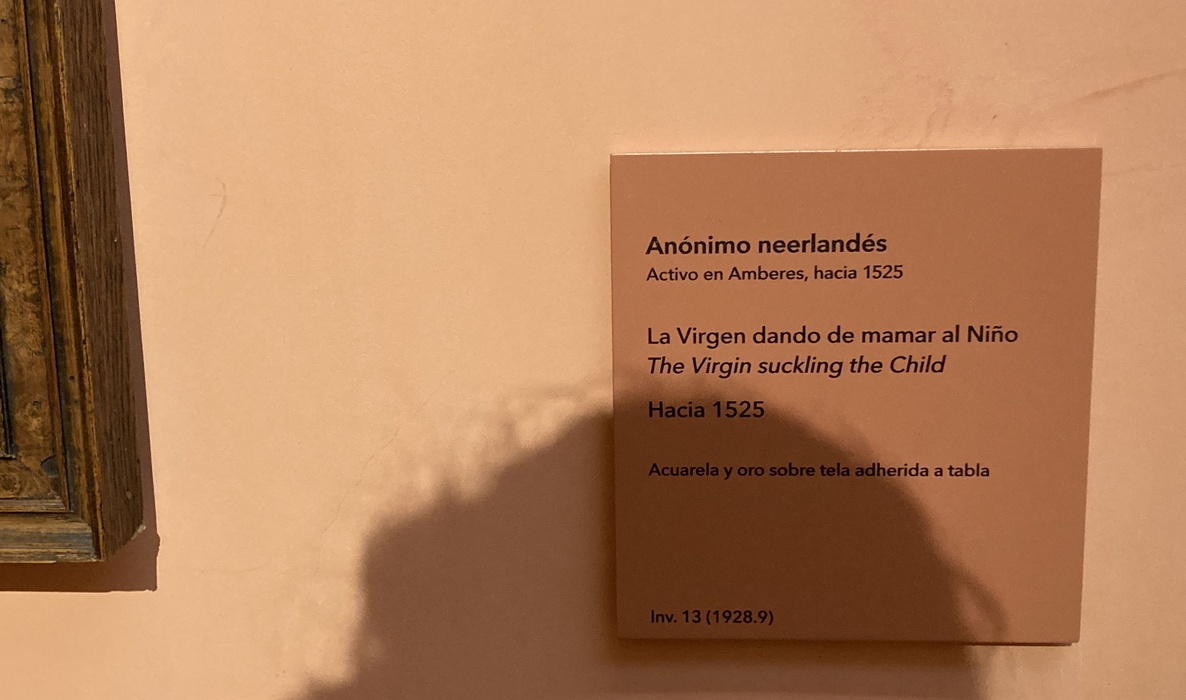 Anónimo neerlandés
Activo en Amberes, hacia 1525
La Virgen dando de mamar al Niño
The Virgin suckling the Child
Hacia 1525
Acuarela y oro sobre tela adherida a tabla
Inv. 13 (1928.9)